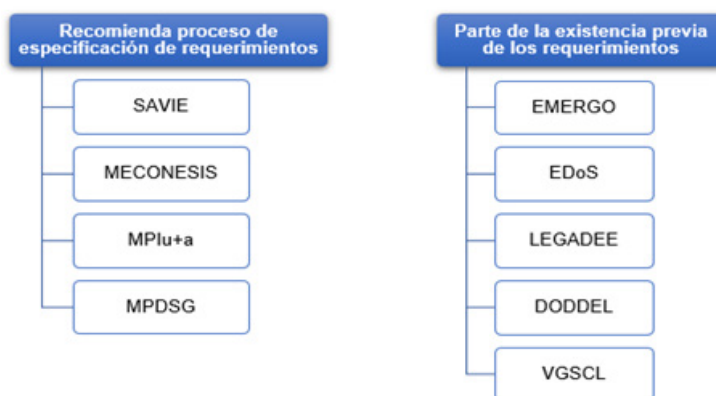 Recomienda proceso de
especificación de requerimientos
SAVIE
MECONESIS
MPIu+a
MPDSG
Parte de la existencia previa
de los requerimientos
EMERGO
EDoS
LEGADEE
DODDEL
VGSCL